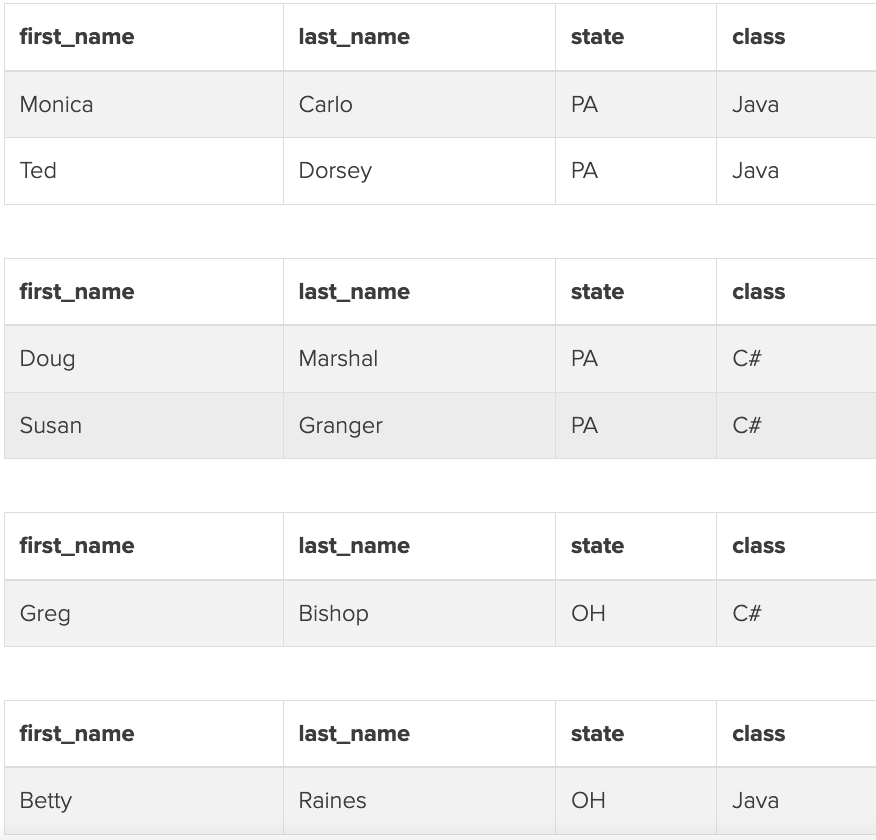 first_name last_name state class
Monica Carlo PA Java
Ted Dorsey PA Java
first_name last_name state class
Doug Marshal PA C#
Susan Granger PA C#
first_name last_name state class
Greg Bishop OH C#
first_name last_name state class
Betty Raines OH Java